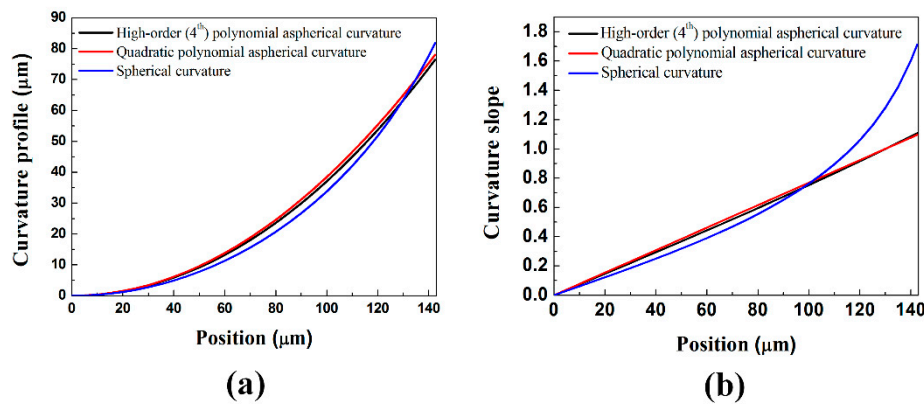 High-order (4th) polynomial aspherical curvature
Quadratic polynomial aspherical curvature
Spherical curvature
Curvature profile (μm)
90
80
70
60
50
40
30
20
10
0
0 20 40 60 80 100 120 140
Position (μm)
(a)
High-order (4th) polynomial aspherical curvature
Quadratic polynomial aspherical curvature
Spherical curvature
Curvature slope
1.8
1.6
1.4
1.2
1.0
0.8
0.6
0.4
0.2
0.0
0 20 40 60 80 100 120 140
Position (μm)
(b)